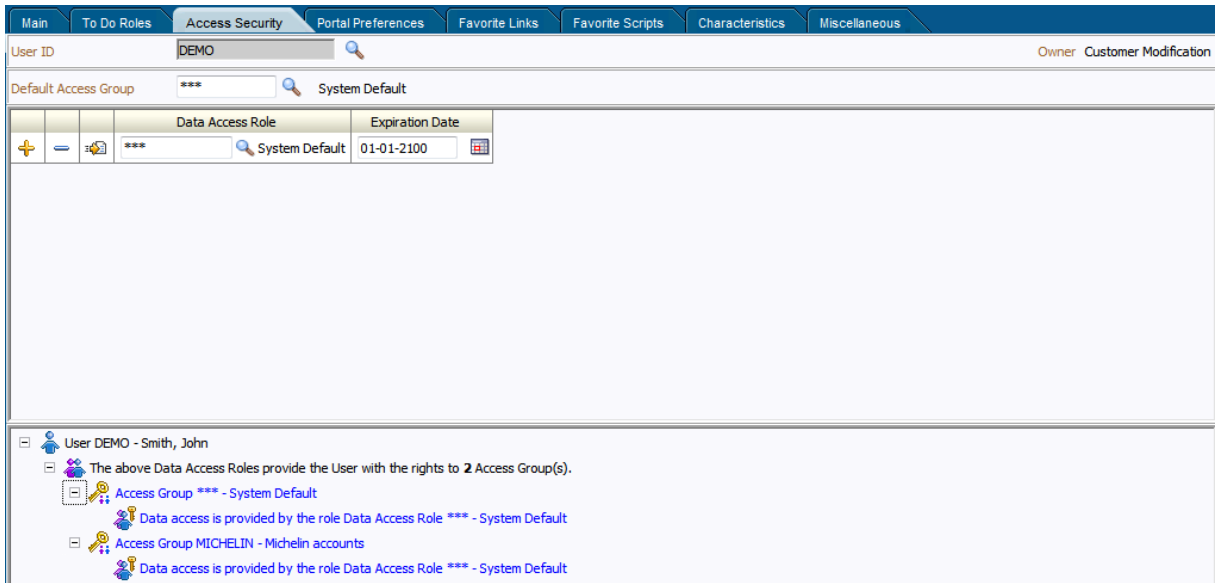 Main To Do Roles Access Security Portal Preferences Favorite Links Favorite Scripts Characteristics Miscellaneous
User ID DEMO Owner Customer Modification
Default Access Group *** System Default
Data Access Role Expiration Date
*** System Default 01-01-2100
User DEMO - Smith, John
The above Data Access Roles provide the User with the rights to 2 Access Group(s).
Access Group *** - System Default
Data access is provided by the role Data Access Role *** - System Default
Access Group MICHELIN - Michelin accounts
Data access is provided by the role Data Access Role *** - System Default